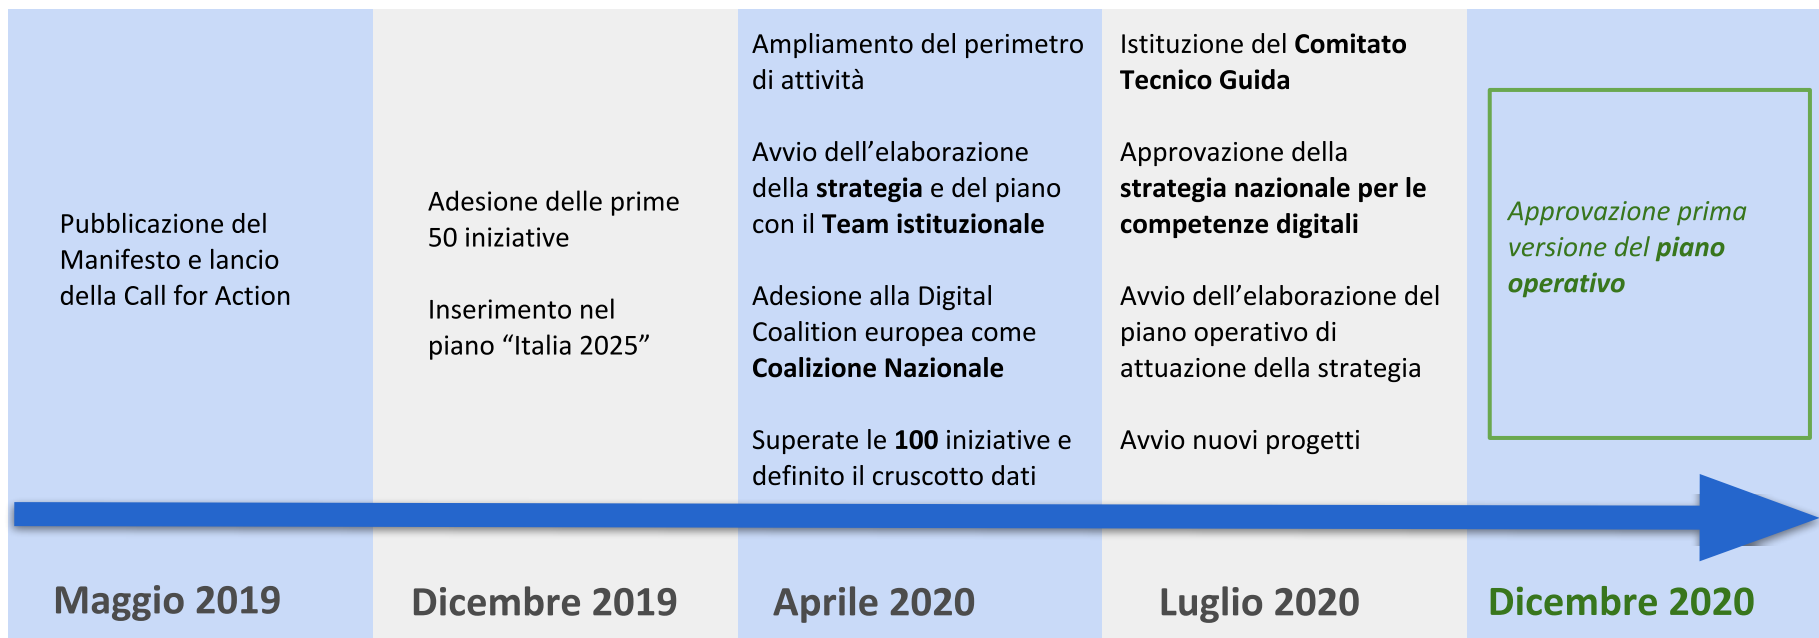 Pubblicazione del
Manifesto e lancio
della Call for Action
Maggio 2019
Adesione delle prime
50 iniziative
Inserimento nel
piano “Italia 2025”
Dicembre 2019
Ampliamento del perimetro
di attività
Avvio dell’elaborazione
della strategia e del piano
con il Team istituzionale
Adesione alla Digital
Coalition europea come
Coalizione Nazionale
Superate le 100 iniziative e
definito il cruscotto dati
Aprile 2020
Istituzione del Comitato
Tecnico Guida
Approvazione della
strategia nazionale per le
competenze digitali
Avvio dell’elaborazione del
piano operativo di
attuazione della strategia
Avvio nuovi progetti
Luglio 2020
Approvazione prima
versione del piano
operativo
Dicembre 2020